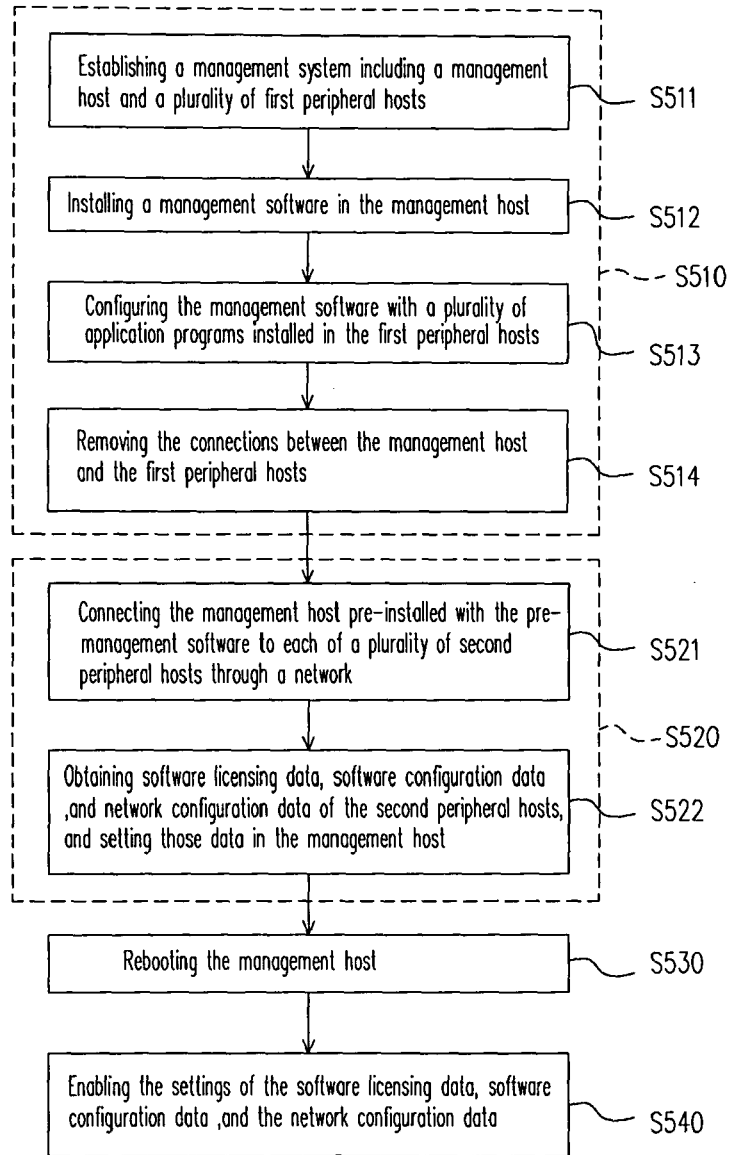 Establishing a management system including a management
host and a plurality of first peripheral hosts
S511
Installing a management software in the management host
S512
S510
Configuring the management software with a plurality of
application programs installed in the first peripheral hosts
S513
Removing the connections between the management host
and the first peripheral hosts
S514
Connecting the management host pre-installed with the pre-
management software to each of a plurality of second
peripheral hosts through a network
S521
S520
Obtaining software licensing data, software configuration data
,and network configuration data of the second peripheral hosts,
and setting those data in the management host
S522
Rebooting the management host
S530
Enabling the settings of the software licensing data, software
configuration data ,and the network configuration data
S540